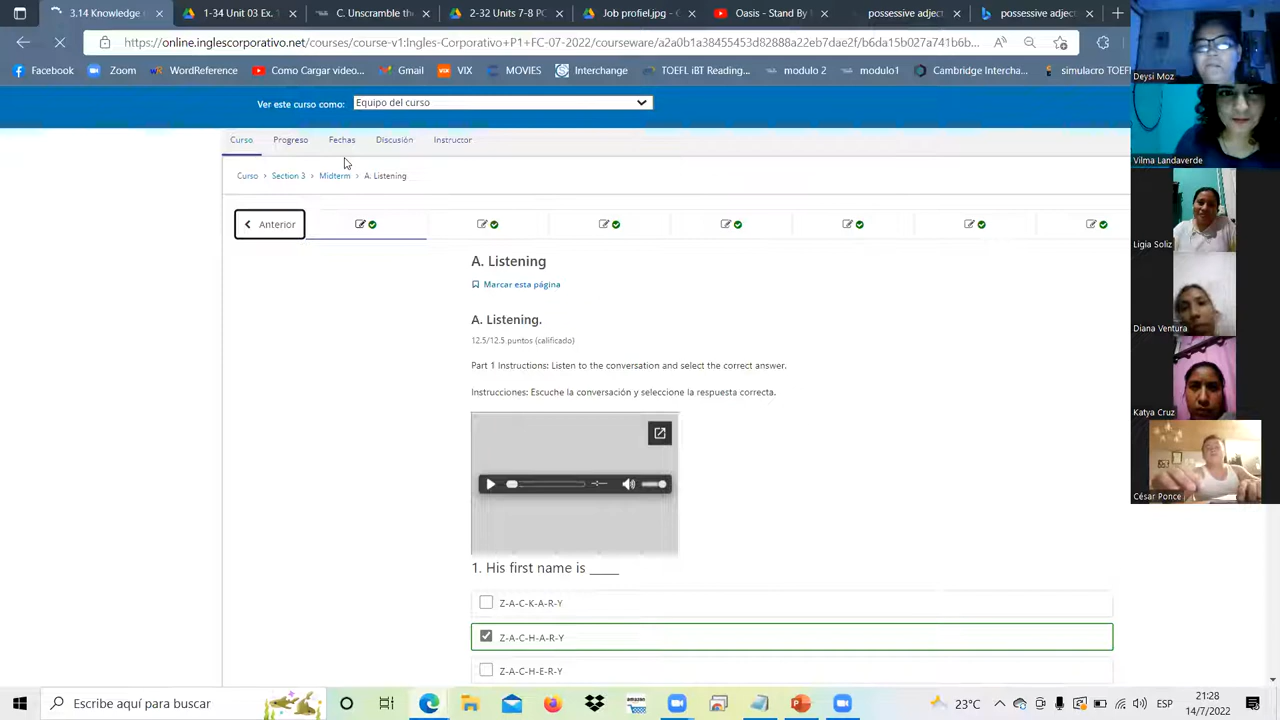 3.14 Knowledge
1-34 Unit 03 Ex. 1
C. Unscramble the
2-32 Units 7-8 P
Job profiel.jpg - G
Oasis - Stand By
possessive adjec
possessive adjec
https://online.inglescorporativo.net/courses/course-v1:Ingles-Corporativo+P1+FC-07-2022/courseware/a2a0b1a38455453d82888a22eb7dae2f/b6da15b027a741b6b...
Facebook
Zoom
WordReference
Como Cargar video...
Gmail
VIX
MOVIES
Interchange
TOEFL iBT Reading...
modulo 2
modulo1
Cambridge Intercha...
simulacro TOEFL
Ver este curso como:
Equipo del curso
Curso
Progreso
Fechas
Discusión
Instructor
Curso > Section 3 > Midterm > A. Listening
Anterior
A. Listening
Marcar esta página
A. Listening.
12.5/12.5 puntos (calificado)
Part 1 Instructions: Listen to the conversation and select the correct answer.
Instrucciones: Escuche la conversación y seleccione la respuesta correcta.
1. His first name is _____
Z-A-C-K-A-R-Y
Z-A-C-H-A-R-Y
Z-A-C-H-E-R-Y
Deysi Moz
Vilma Landaverde
Ligia Soliz
Diana Ventura
Katya Cruz
César Ponce
Escribe aquí para buscar
amazon
23°C
ESP
21:28
14/7/2022